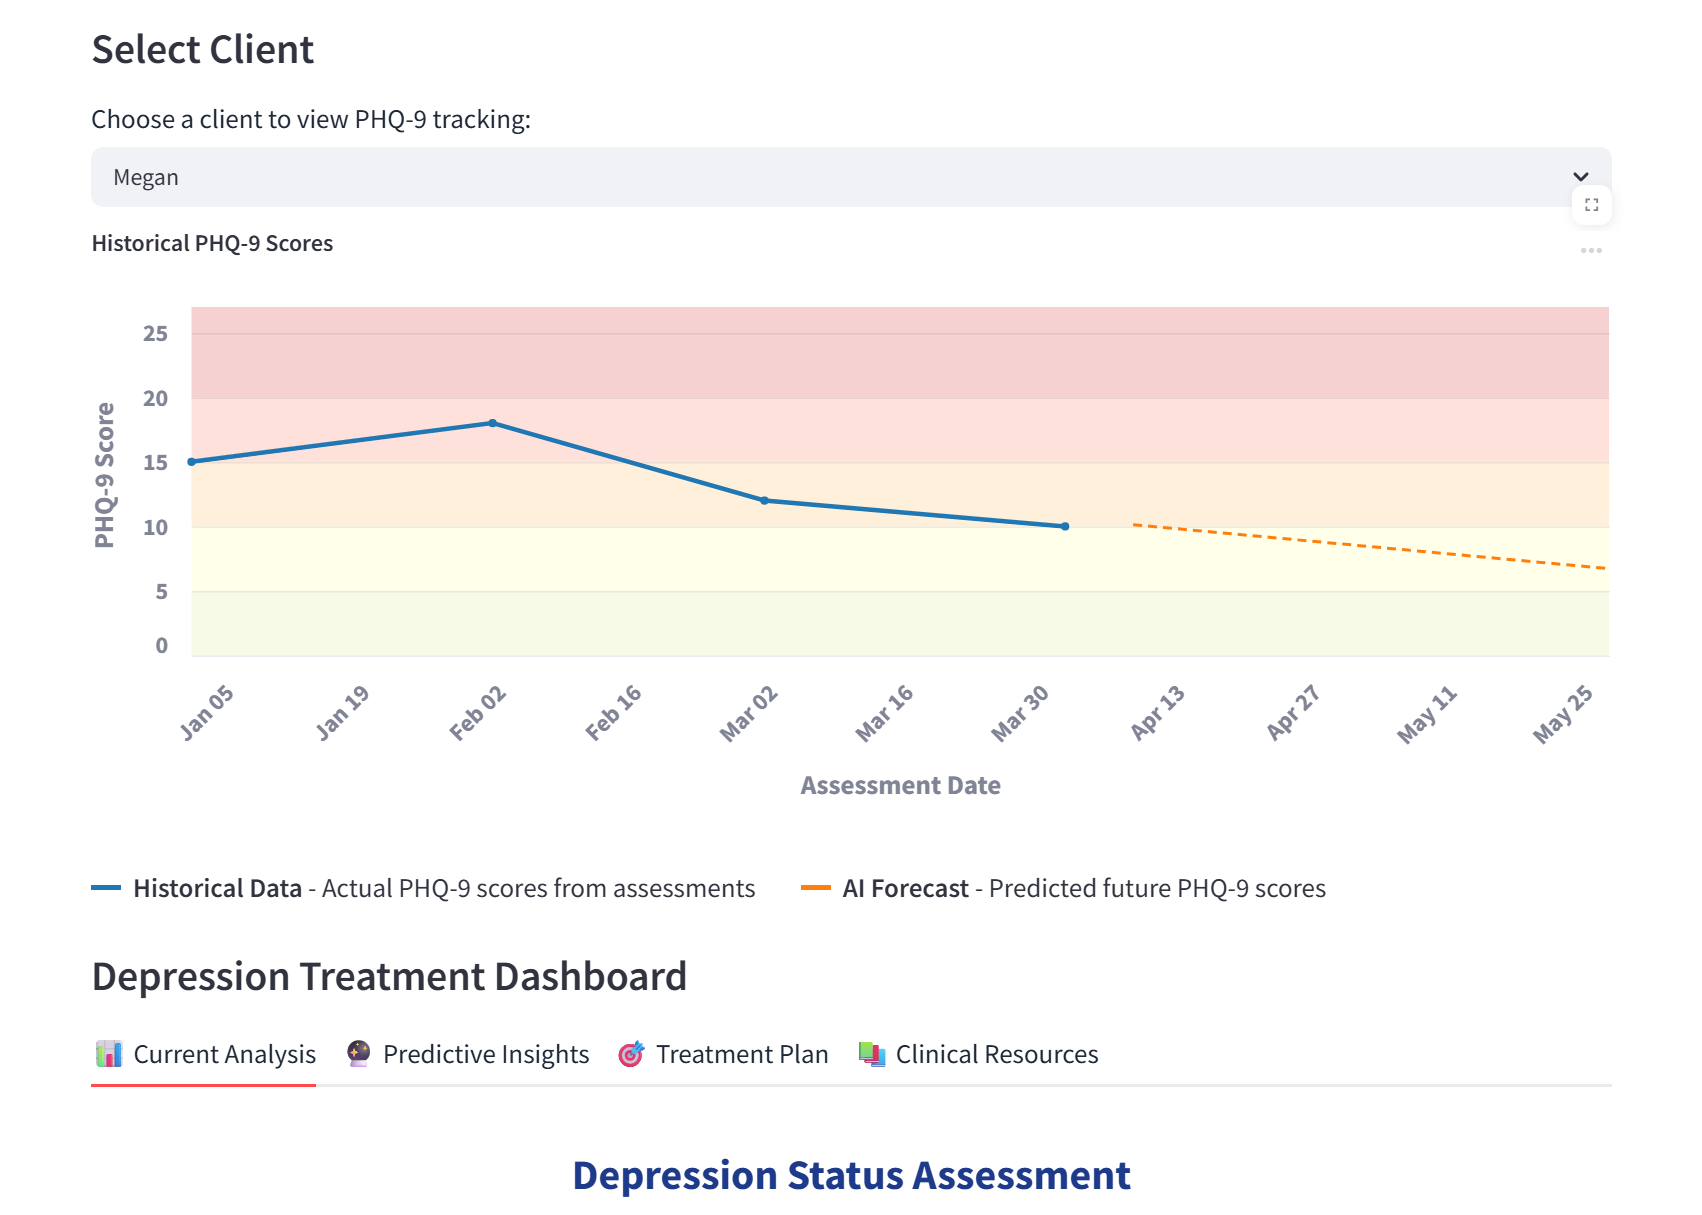 Select Client
Choose a client to view PHQ-9 tracking:
Megan
Historical PHQ-9 Scores
25
20
15
10
5
0
PHQ-9 Score
Jan 05
Jan 19
Feb 02
Feb 16
Mar 02
Mar 16
Mar 30
Apr 13
Apr 27
May 11
May 25
Assessment Date
Historical Data - Actual PHQ-9 scores from assessments
AI Forecast - Predicted future PHQ-9 scores
Depression Treatment Dashboard
Current Analysis
Predictive Insights
Treatment Plan
Clinical Resources
Depression Status Assessment